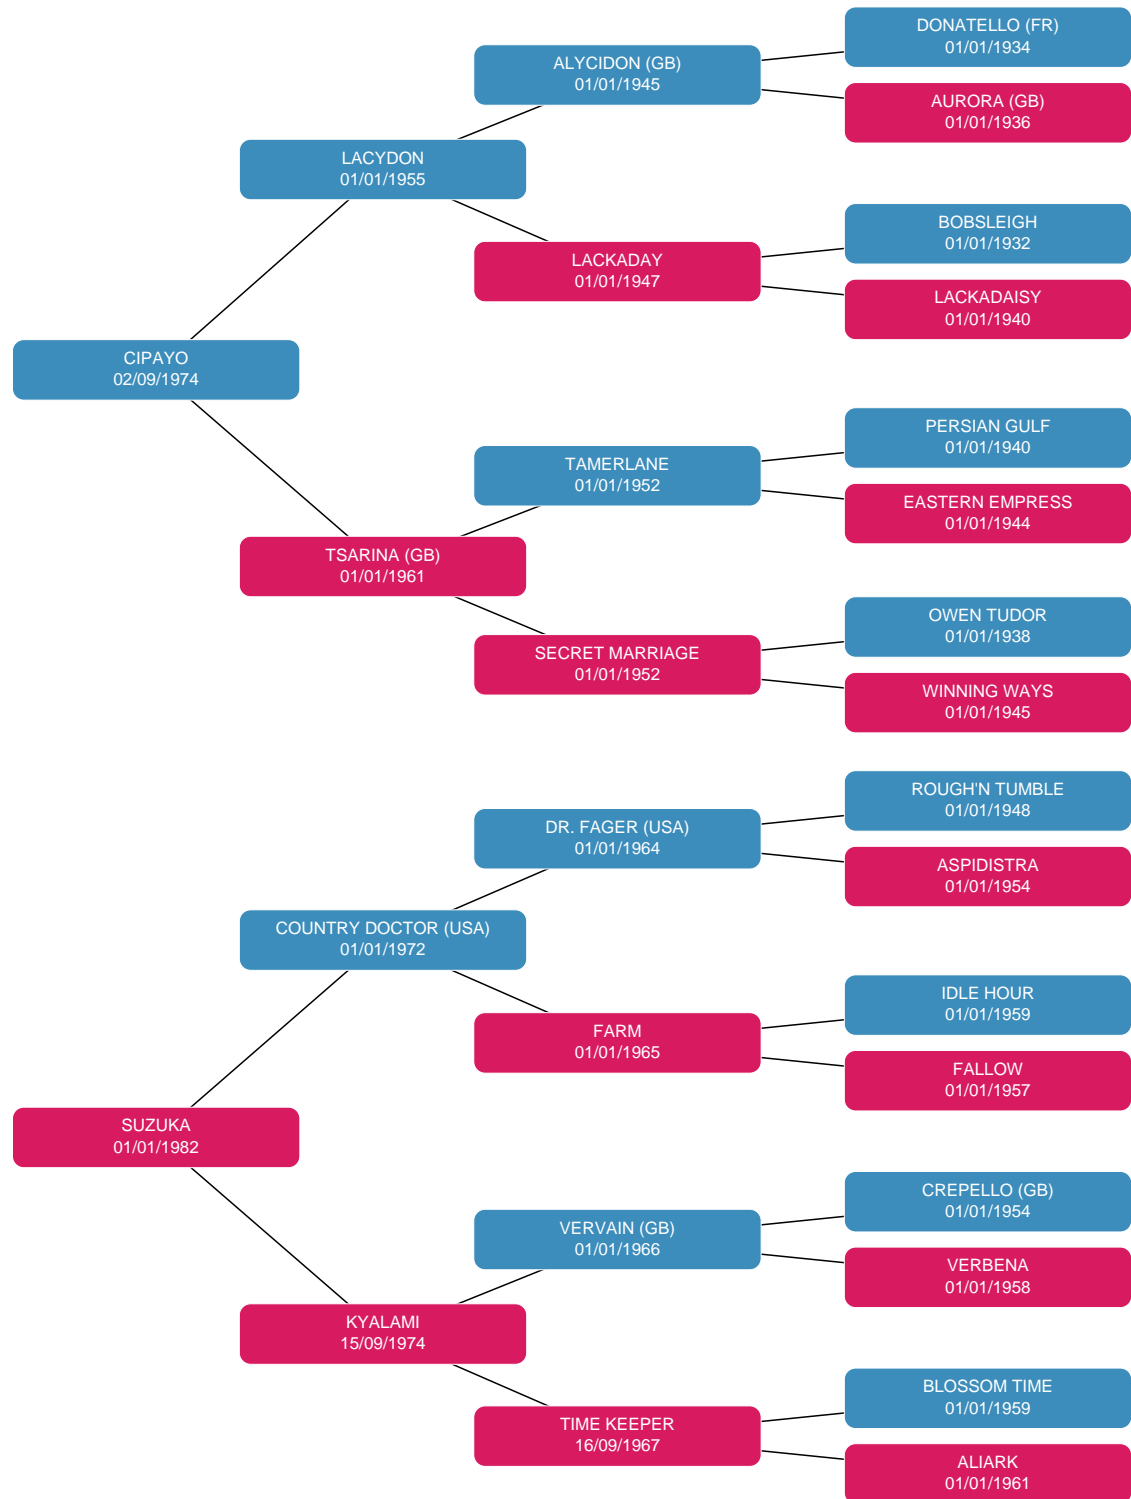 DONATELLO (FR)
01/01/1934
ALYCIDON (GB)
01/01/1945
AURORA (GB)
01/01/1936
LACYDON
01/01/1955
BOBSLEIGH
01/01/1932
LACKADAY
01/01/1947
LACKADAISY
01/01/1940
CIPAYO
02/09/1974
PERSIAN GULF
01/01/1940
TAMERLANE
01/01/1952
EASTERN EMPRESS
01/01/1944
TSARINA (GB)
01/01/1961
OWEN TUDOR
01/01/1938
SECRET MARRIAGE
01/01/1952
WINNING WAYS
01/01/1945
ROUGH'N TUMBLE
01/01/1948
DR. FAGER (USA)
01/01/1964
ASPIDISTRA
01/01/1954
COUNTRY DOCTOR (USA)
01/01/1972
IDLE HOUR
01/01/1959
FARM
01/01/1965
FALLOW
01/01/1957
SUZUKA
01/01/1982
CREPELLO (GB)
01/01/1954
VERVAIN (GB)
01/01/1966
VERBENA
01/01/1958
KYALAMI
15/09/1974
BLOSSOM TIME
01/01/1959
TIME KEEPER
16/09/1967
ALIARK
01/01/1961